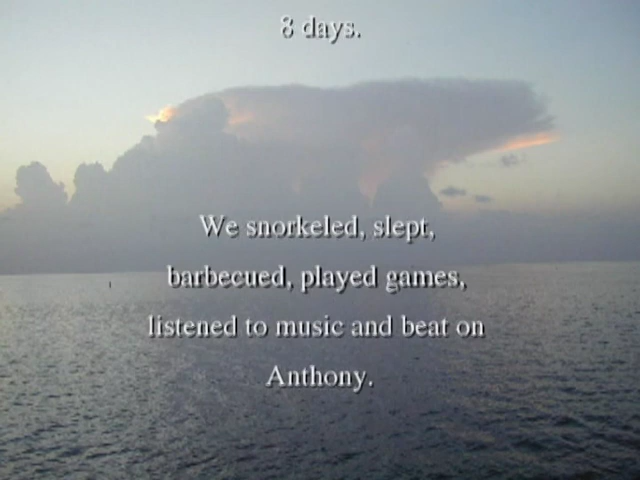 8 days.
We snorkeled, slept,
barbecued, played games,
listened to music and beat on
Anthony.